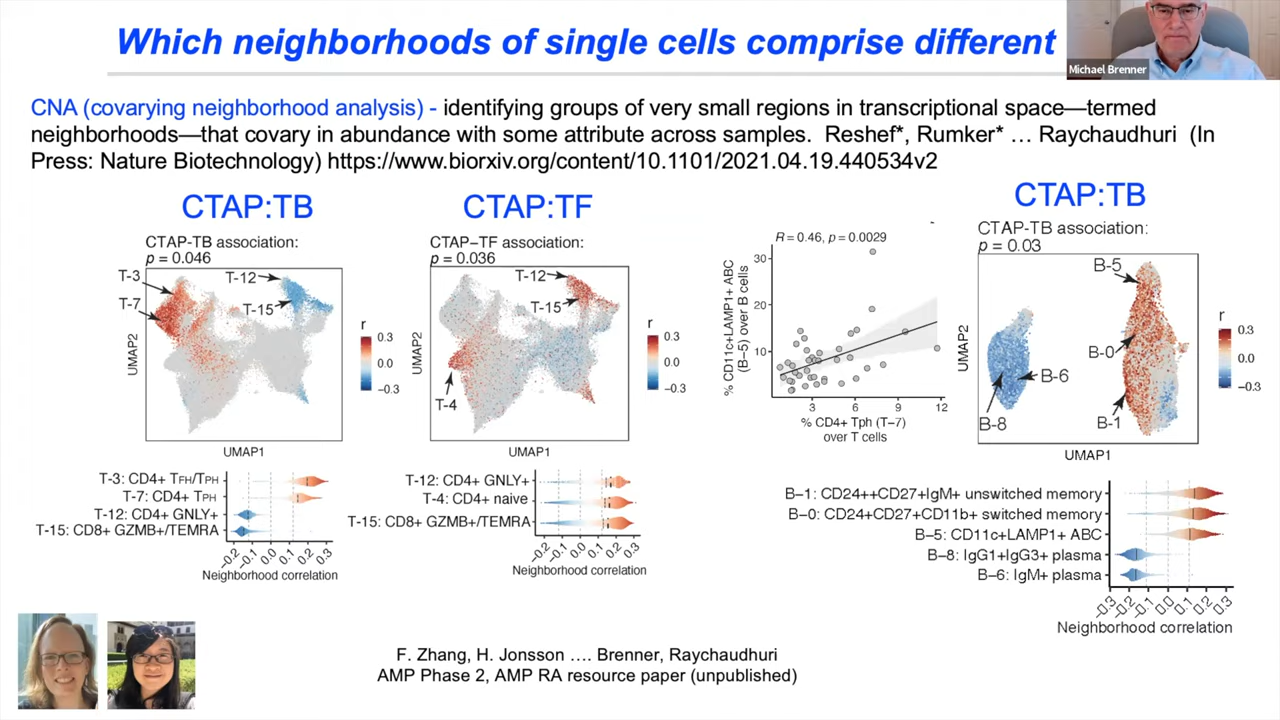 Which neighborhoods of single cells comprise different
Michael Brenner
CNA (covarying neighborhood analysis) - identifying groups of very small regions in transcriptional space—termed
neighborhoods—that covary in abundance with some attribute across samples. Reshef*, Rumker* … Raychaudhuri (In
Press: Nature Biotechnology) https://www.biorxiv.org/content/10.1101/2021.04.19.440534v2
CTAP:TB
CTAP-TB association:
p = 0.046
T-3
T-7
T-12
T-15
r
0.3
0.0
−0.3
UMAP2
UMAP1
T-3: CD4+ TFH/TPH
T-7: CD4+ TPH
T-12: CD4+ GNLY+
T-15: CD8+ GZMB+/TEMRA
−0.2
−0.1
0.0
0.1
0.2
0.3
Neighborhood correlation
CTAP:TF
CTAP−TF association:
p = 0.036
T-12
T-15
T-4
r
0.3
0.0
−0.3
UMAP2
UMAP1
T-12: CD4+ GNLY+
T-4: CD4+ naive
T-15: CD8+ GZMB+/TEMRA
−0.2
−0.1
0.0
0.1
0.2
0.3
Neighborhood correlation
R = 0.46, p = 0.0029
% CD11c+LAMP1+ ABC
(B−5) over B cells
30
20
10
3
6
9
12
% CD4+ Tph (T−7)
over T cells
CTAP:TB
CTAP-TB association:
p = 0.03
B-5
B-0
B-6
B-8
B-1
r
0.3
0.0
−0.3
UMAP2
UMAP1
B−1: CD24++CD27+IgM+ unswitched memory
B−0: CD24+CD27+CD11b+ switched memory
B−5: CD11c+LAMP1+ ABC
B−8: IgG1+IgG3+ plasma
B−6: IgM+ plasma
−0.3
−0.2
−0.1
0.0
0.1
0.2
0.3
Neighborhood correlation
F. Zhang, H. Jonsson …. Brenner, Raychaudhuri
AMP Phase 2, AMP RA resource paper (unpublished)